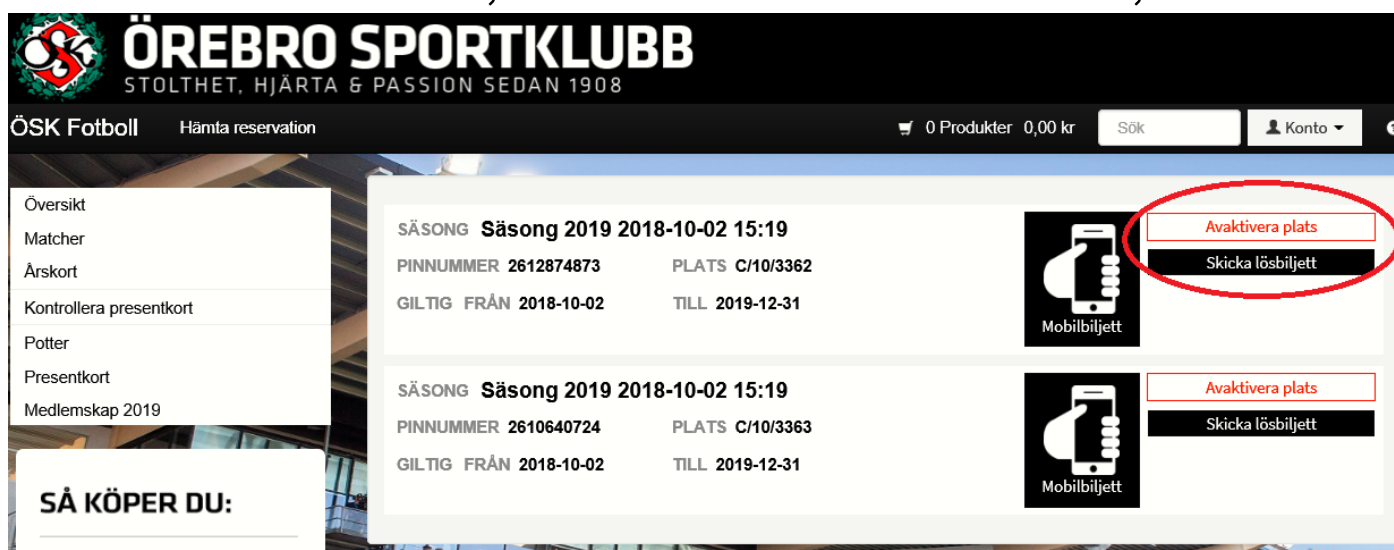 ÖREBRO SPORTKLUBB
STOLTHET, HJÄRTA & PASSION SEDAN 1908
ÖSK Fotboll Hämta reservation 0 Produkter 0,00 kr Sök Konto
Översikt
Matcher
Årskort
Kontrollera presentkort
Potter
Presentkort
Medlemskap 2019
SÅ KÖPER DU:
SÄSONG Säsong 2019 2018-10-02 15:19
PINNUMMER 2612874873 PLATS C/10/3362
GILTIG FRÅN 2018-10-02 TILL 2019-12-31
Mobilbiljett
Avaktivera plats
Skicka lösbiljett
SÄSONG Säsong 2019 2018-10-02 15:19
PINNUMMER 2610640724 PLATS C/10/3363
GILTIG FRÅN 2018-10-02 TILL 2019-12-31
Mobilbiljett
Avaktivera plats
Skicka lösbiljett